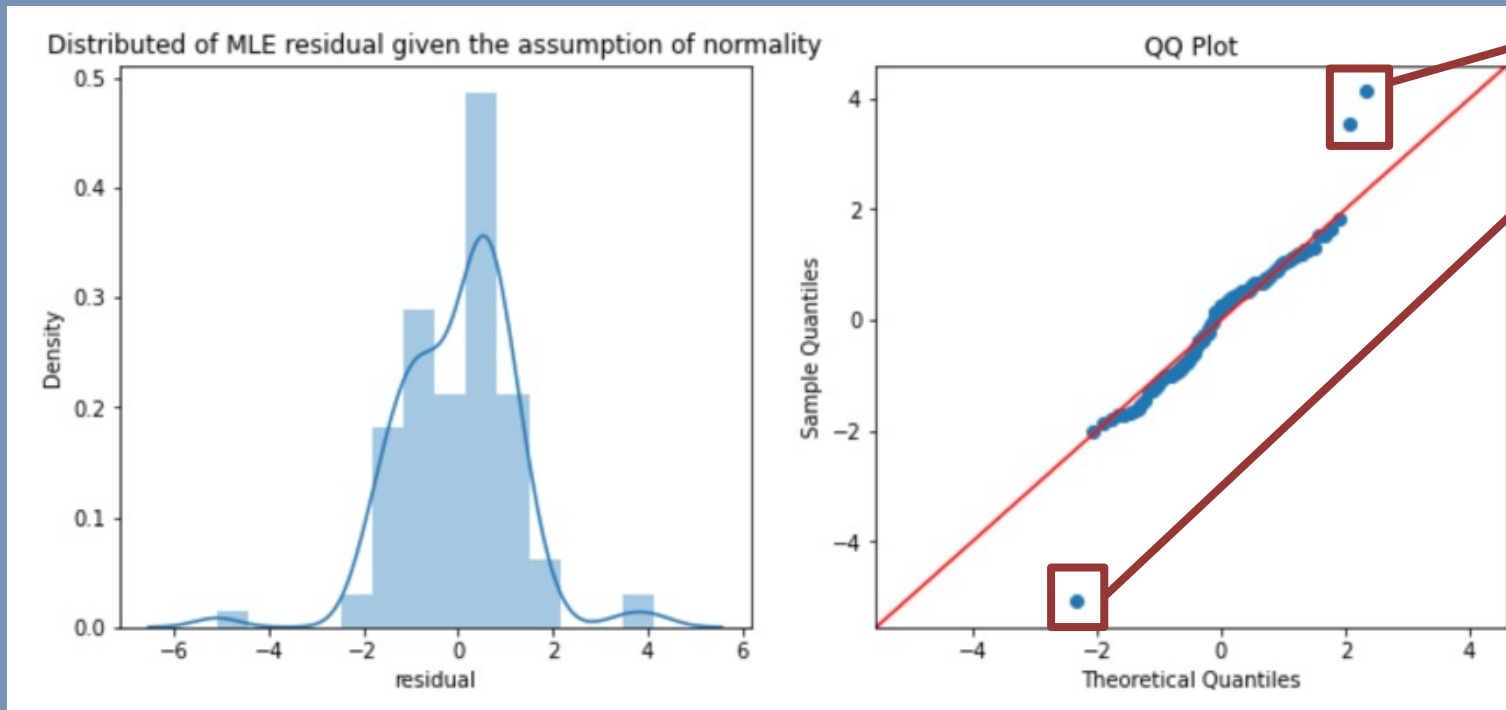 Distributed of MLE residual given the assumption of normality
0.5
0.4
0.3
0.2
0.1
0.0
Density
−6 −4 −2 0 2 4 6
residual
QQ Plot
4
2
0
−2
−4
Sample Quantiles
−4 −2 0 2 4
Theoretical Quantiles